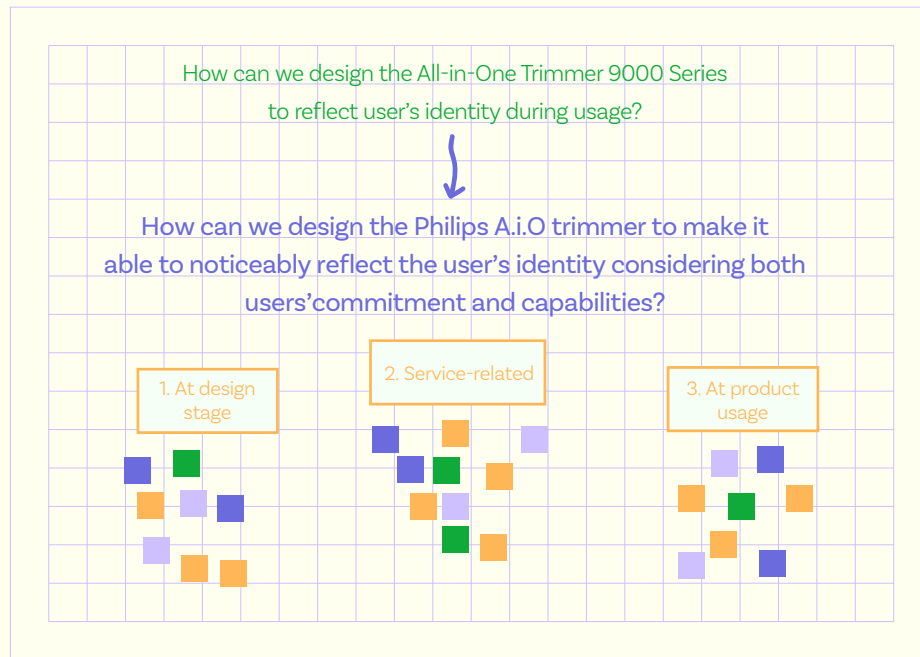 How can we design the All-in-One Trimmer 9000 Series
to reflect user's identity during usage?
How can we design the Philips A.i.O trimmer to make it
able to noticeably reflect the user's identity considering both
users'commitment and capabilities?
1. At design
stage
2. Service-related
3. At product
usage